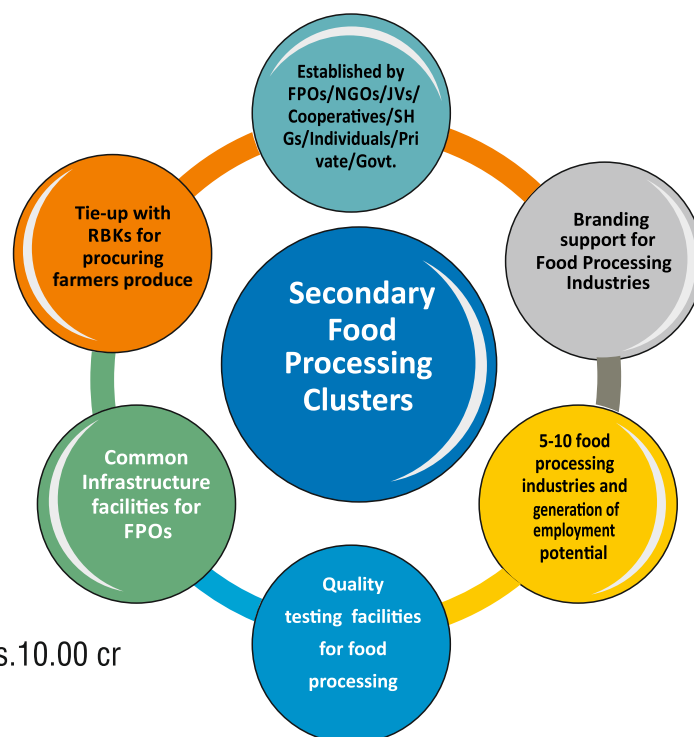 Established by
FPOs/NGOs/JVs/
Cooperatives/SH
Gs/Individuals/Pri
vate/Govt.
Tie-up with
RBKs for
procuring
farmers produce
Branding
support for
Food Processing
Industries
Secondary
Food
Processing
Clusters
Common
Infrastructure
facilities for
FPOs
5-10 food
processing
industries and
generation of
employment
potential
Quality
testing facilities
for food
processing
s.10.00 cr